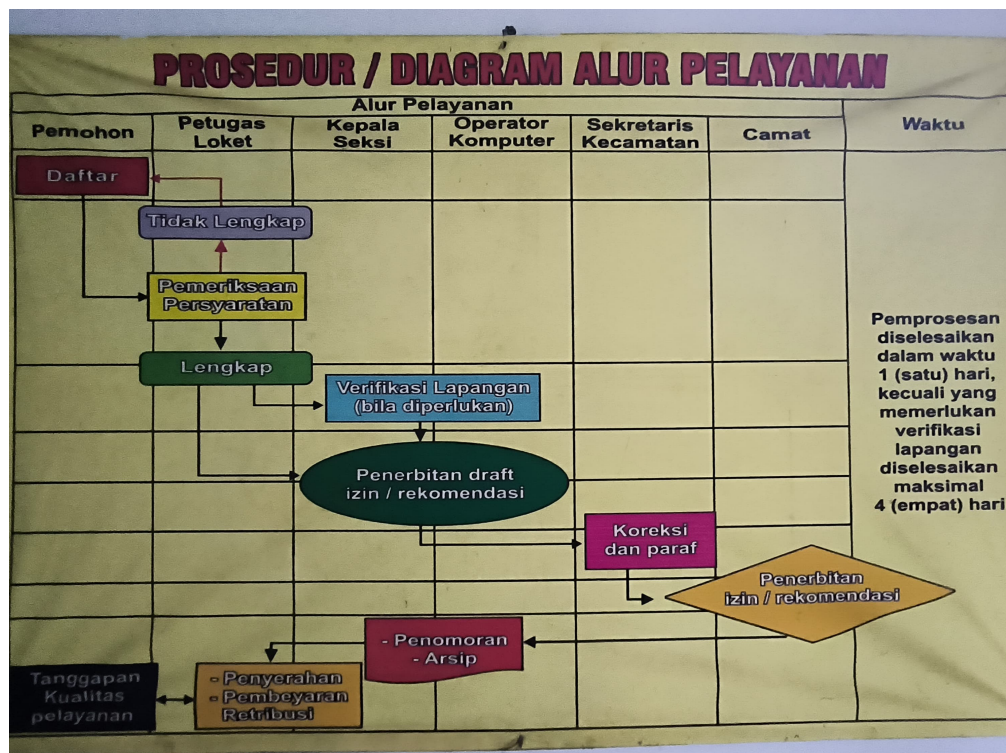 PROSEDUR / DIAGRAM ALUR PELAYANAN
Alur Pelayanan
Pemohon
Petugas
Loket
Kepala
Seksi
Operator
Komputer
Sekretaris
Kecamatan
Camat
Waktu
Daftar
Tidak Lengkap
Pemeriksaan
Persyaratan
Lengkap
Verifikasi Lapangan
(bila diperlukan)
Penerbitan draft
izin / rekomendasi
Koreksi
dan paraf
Penerbitan
izin / rekomendasi
- Penomoran
- Arsip
- Penyerahan
- Pembeyaran
Retribusi
Tanggapan
Kualitas
pelayanan
Pemprosesan
diselesaikan
dalam waktu
1 (satu) hari,
kecuali yang
memerlukan
verifikasi
lapangan
diselesaikan
maksimal
4 (empat) hari